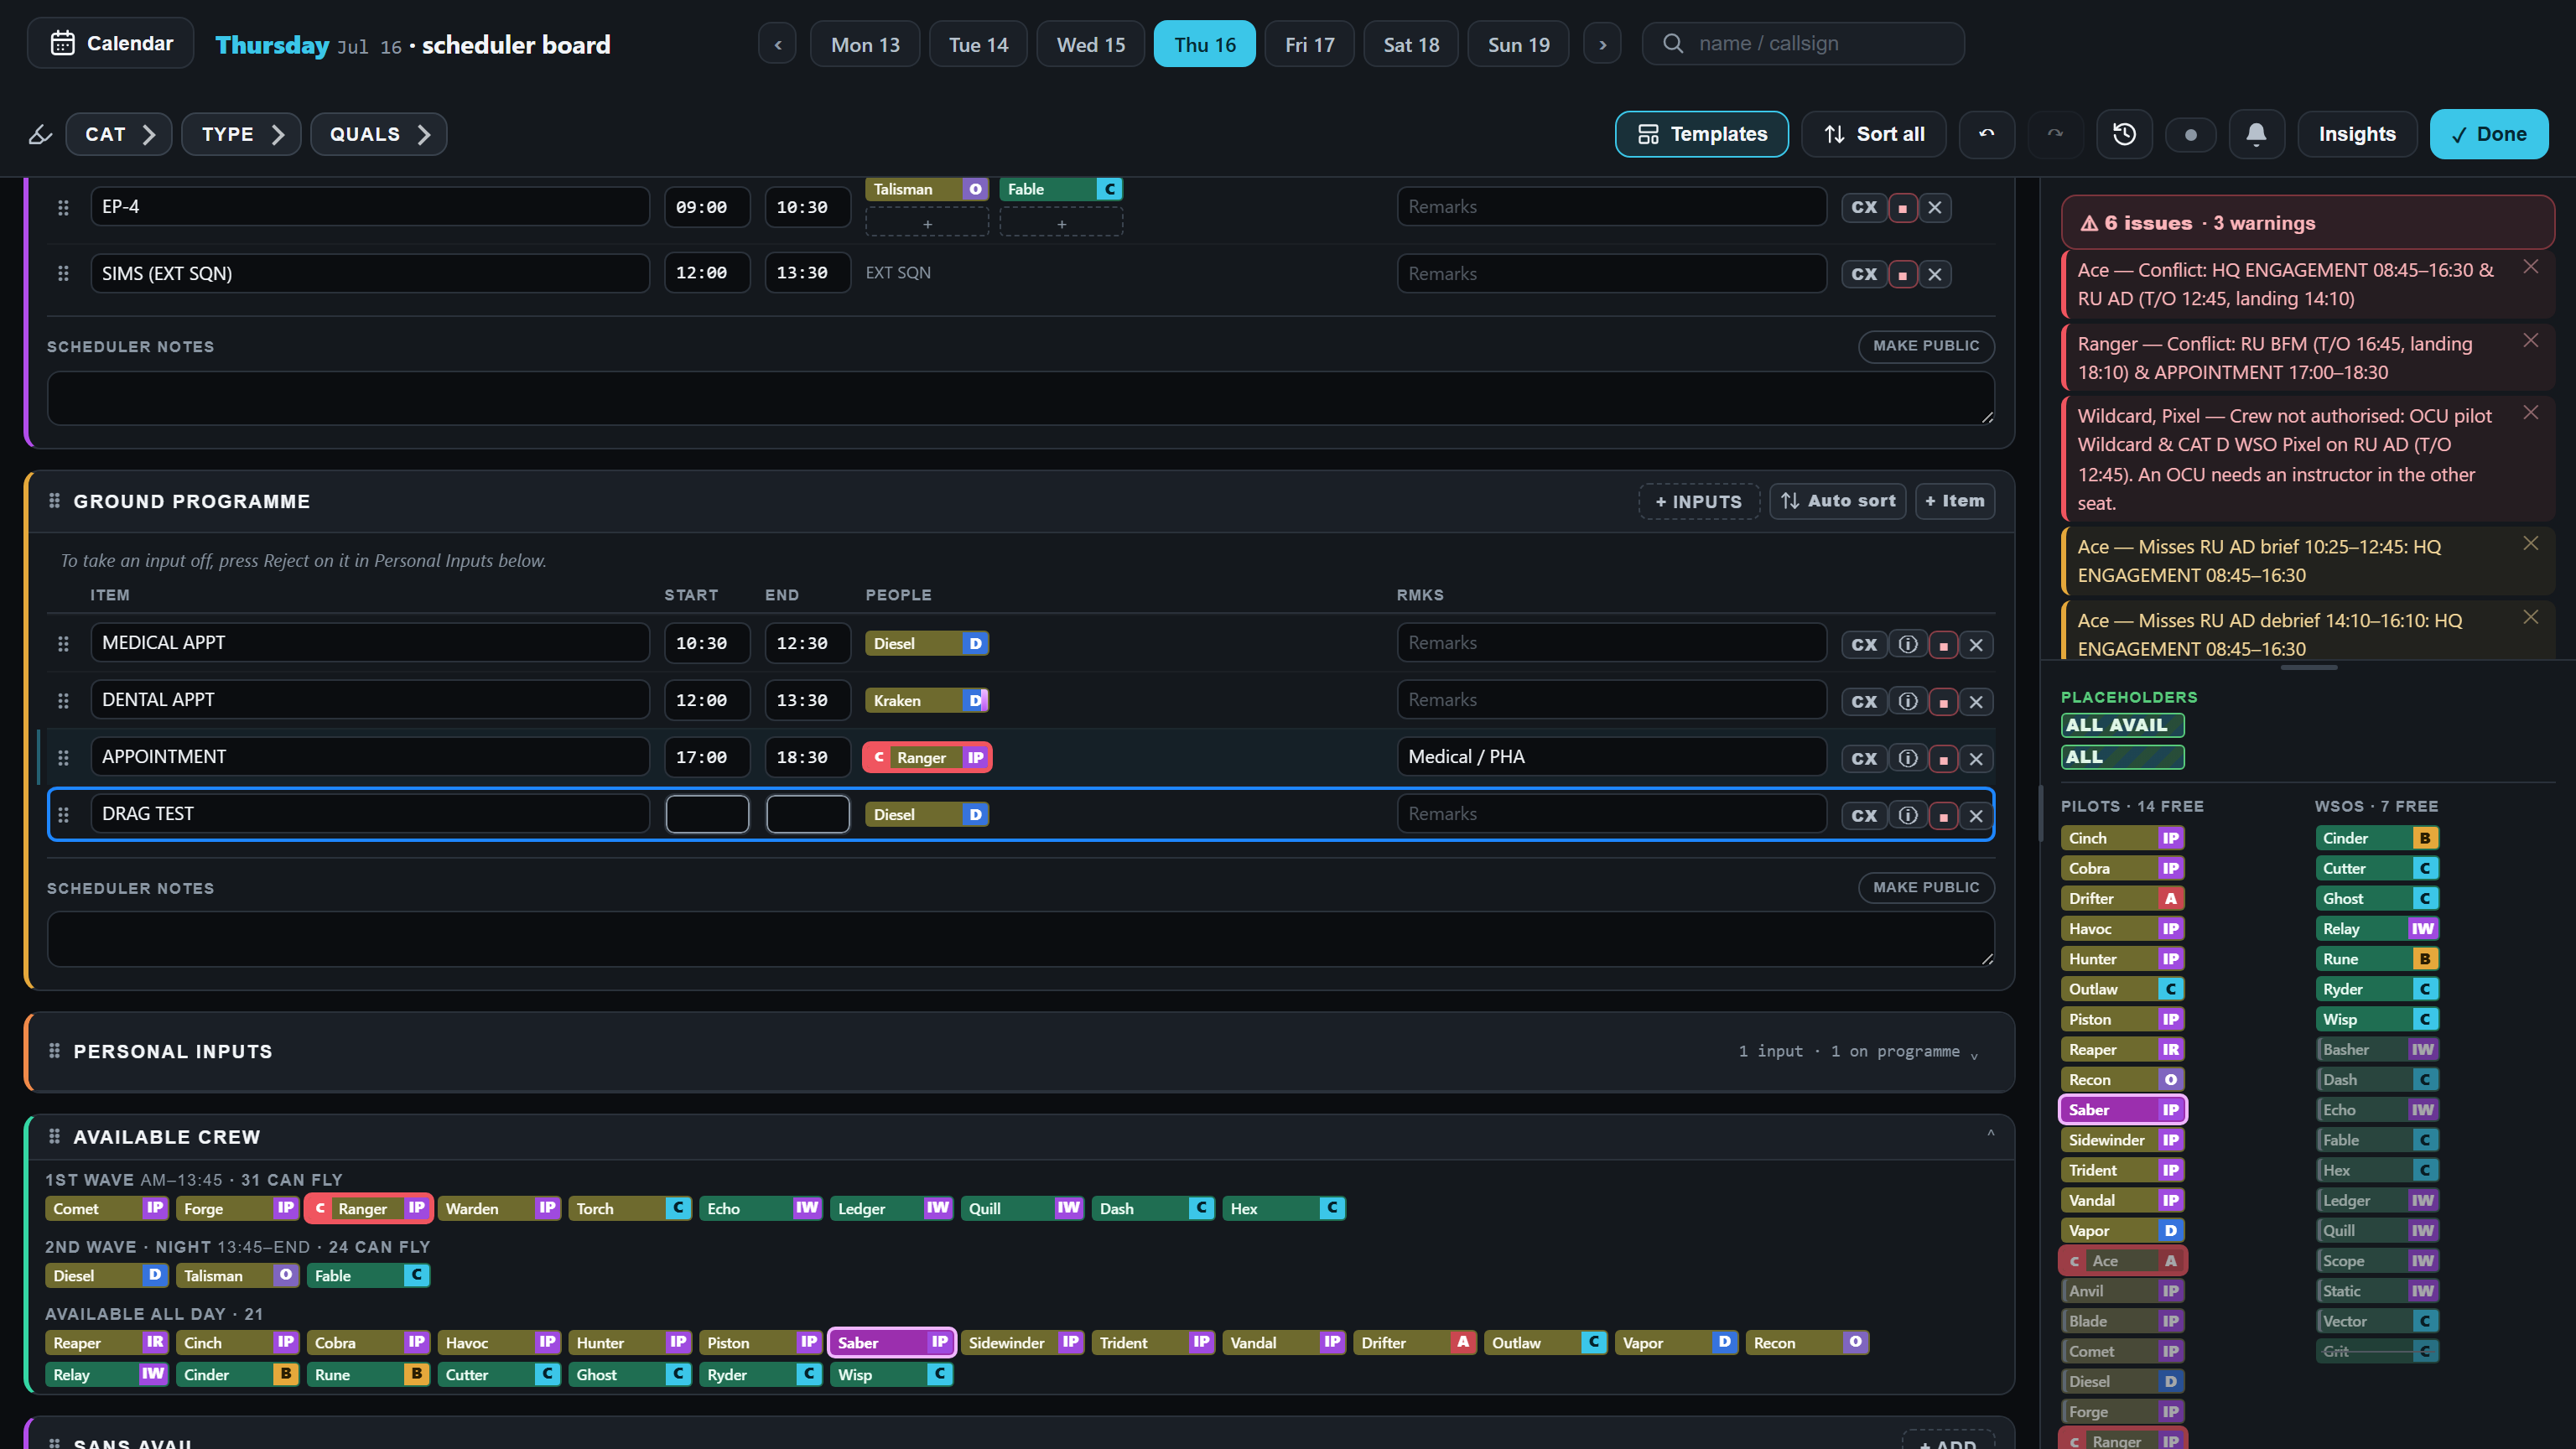 Calendar
Thursday Jul 16 · scheduler board
‹ Mon 13 Tue 14 Wed 15 Thu 16 Fri 17 Sat 18 Sun 19 ›
name / callsign
CAT TYPE QUALS
Templates Sort all Insights ✓ Done
EP-4 09:00 10:30 Talisman O Fable C Remarks CX
+ +
SIMS (EXT SQN) 12:00 13:30 EXT SQN Remarks CX
SCHEDULER NOTES MAKE PUBLIC
GROUND PROGRAMME + INPUTS Auto sort + Item
To take an input off, press Reject on it in Personal Inputs below.
ITEM START END PEOPLE RMKS
MEDICAL APPT 10:30 12:30 Diesel D Remarks CX
DENTAL APPT 12:00 13:30 Kraken D Remarks CX
APPOINTMENT 17:00 18:30 C Ranger IP Medical / PHA CX
DRAG TEST Diesel D Remarks CX
SCHEDULER NOTES MAKE PUBLIC
PERSONAL INPUTS 1 input · 1 on programme
AVAILABLE CREW
1ST WAVE AM–13:45 · 31 CAN FLY
Comet IP Forge IP C Ranger IP Warden IP Torch C Echo IW Ledger IW Quill IW Dash C Hex C
2ND WAVE · NIGHT 13:45–END · 24 CAN FLY
Diesel D Talisman O Fable C
AVAILABLE ALL DAY · 21
Reaper IR Cinch IP Cobra IP Havoc IP Hunter IP Piston IP Saber IP Sidewinder IP Trident IP Vandal IP Drifter A Outlaw C Vapor D Recon O
Relay IW Cinder B Rune B Cutter C Ghost C Ryder C Wisp C
SANS AVAIL + ADD
6 issues · 3 warnings
Ace — Conflict: HQ ENGAGEMENT 08:45–16:30 &
RU AD (T/O 12:45, landing 14:10)
Ranger — Conflict: RU BFM (T/O 16:45, landing
18:10) & APPOINTMENT 17:00–18:30
Wildcard, Pixel — Crew not authorised: OCU pilot
Wildcard & CAT D WSO Pixel on RU AD (T/O
12:45). An OCU needs an instructor in the other
seat.
Ace — Misses RU AD brief 10:25–12:45: HQ
ENGAGEMENT 08:45–16:30
Ace — Misses RU AD debrief 14:10–16:10: HQ
ENGAGEMENT 08:45–16:30
PLACEHOLDERS
ALL AVAIL
ALL
PILOTS · 14 FREE
Cinch IP
Cobra IP
Drifter A
Havoc IP
Hunter IP
Outlaw C
Piston IP
Reaper IR
Recon O
Saber IP
Sidewinder IP
Trident IP
Vandal IP
Vapor D
C Ace A
Anvil IP
Blade IP
Comet IP
Diesel D
Forge IP
C Ranger IP
WSOS · 7 FREE
Cinder B
Cutter C
Ghost C
Relay IW
Rune B
Ryder C
Wisp C
Basher IW
Dash C
Echo IW
Fable C
Hex C
Ledger IW
Quill IW
Scope IW
Static IW
Vector C
Grit C